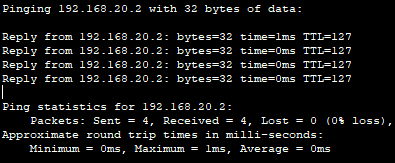 Pinging 192.168.20.2 with 32 bytes of data:
Reply from 192.168.20.2: bytes=32 time=1ms TTL=127
Reply from 192.168.20.2: bytes=32 time=0ms TTL=127
Reply from 192.168.20.2: bytes=32 time=0ms TTL=127
Reply from 192.168.20.2: bytes=32 time=0ms TTL=127
Ping statistics for 192.168.20.2:
Packets: Sent = 4, Received = 4, Lost = 0 (0% loss),
Approximate round trip times in milli-seconds:
Minimum = 0ms, Maximum = 1ms, Average = 0ms